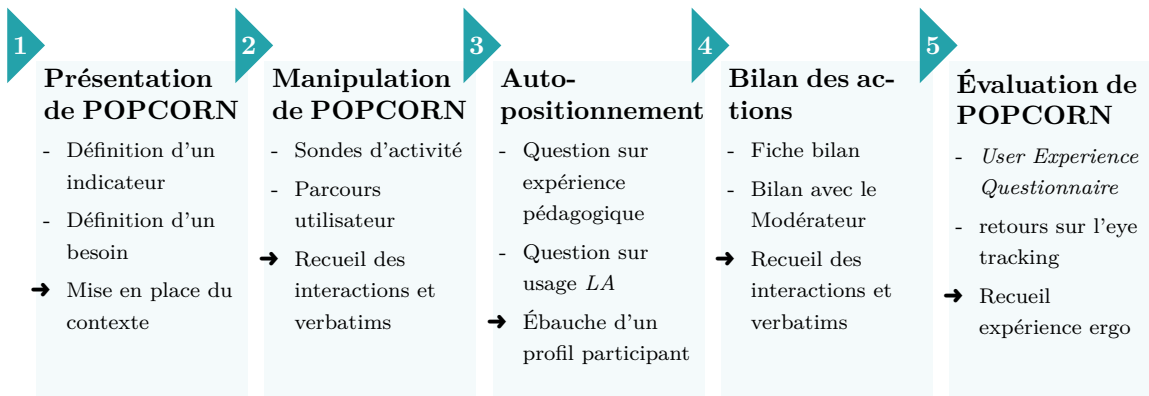 1
Présentation
de POPCORN
- Définition d'un
indicateur
- Définition d'un
besoin
➜ Mise en place du
contexte
2
Manipulation
de POPCORN
- Sondes d'activité
- Parcours
utilisateur
➜ Recueil des
interactions et
verbatims
3
Auto-
positionnement
- Question sur
expérience
pédagogique
- Question sur
usage LA
➜ Ébauche d'un
profil participant
4
Bilan des ac-
tions
- Fiche bilan
- Bilan avec le
Modérateur
➜ Recueil des
interactions et
verbatims
5
Évaluation de
POPCORN
- User Experience
Questionnaire
- retours sur l'eye
tracking
➜ Recueil
expérience ergo